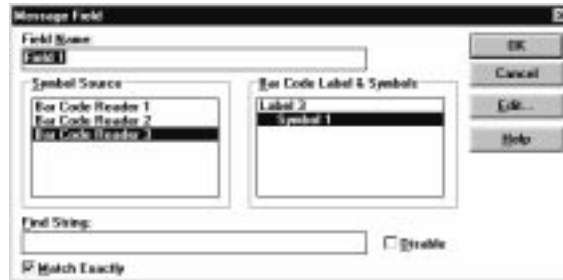 Message Field
Field Name:
Field 1
OK
Cancel
Edit...
Help
Symbol Source
Bar Code Reader 1
Bar Code Reader 2
Bar Code Reader 3
Bar Code Label & Symbols
Label 3
Symbol 1
Find String:
Disable
Match Exactly